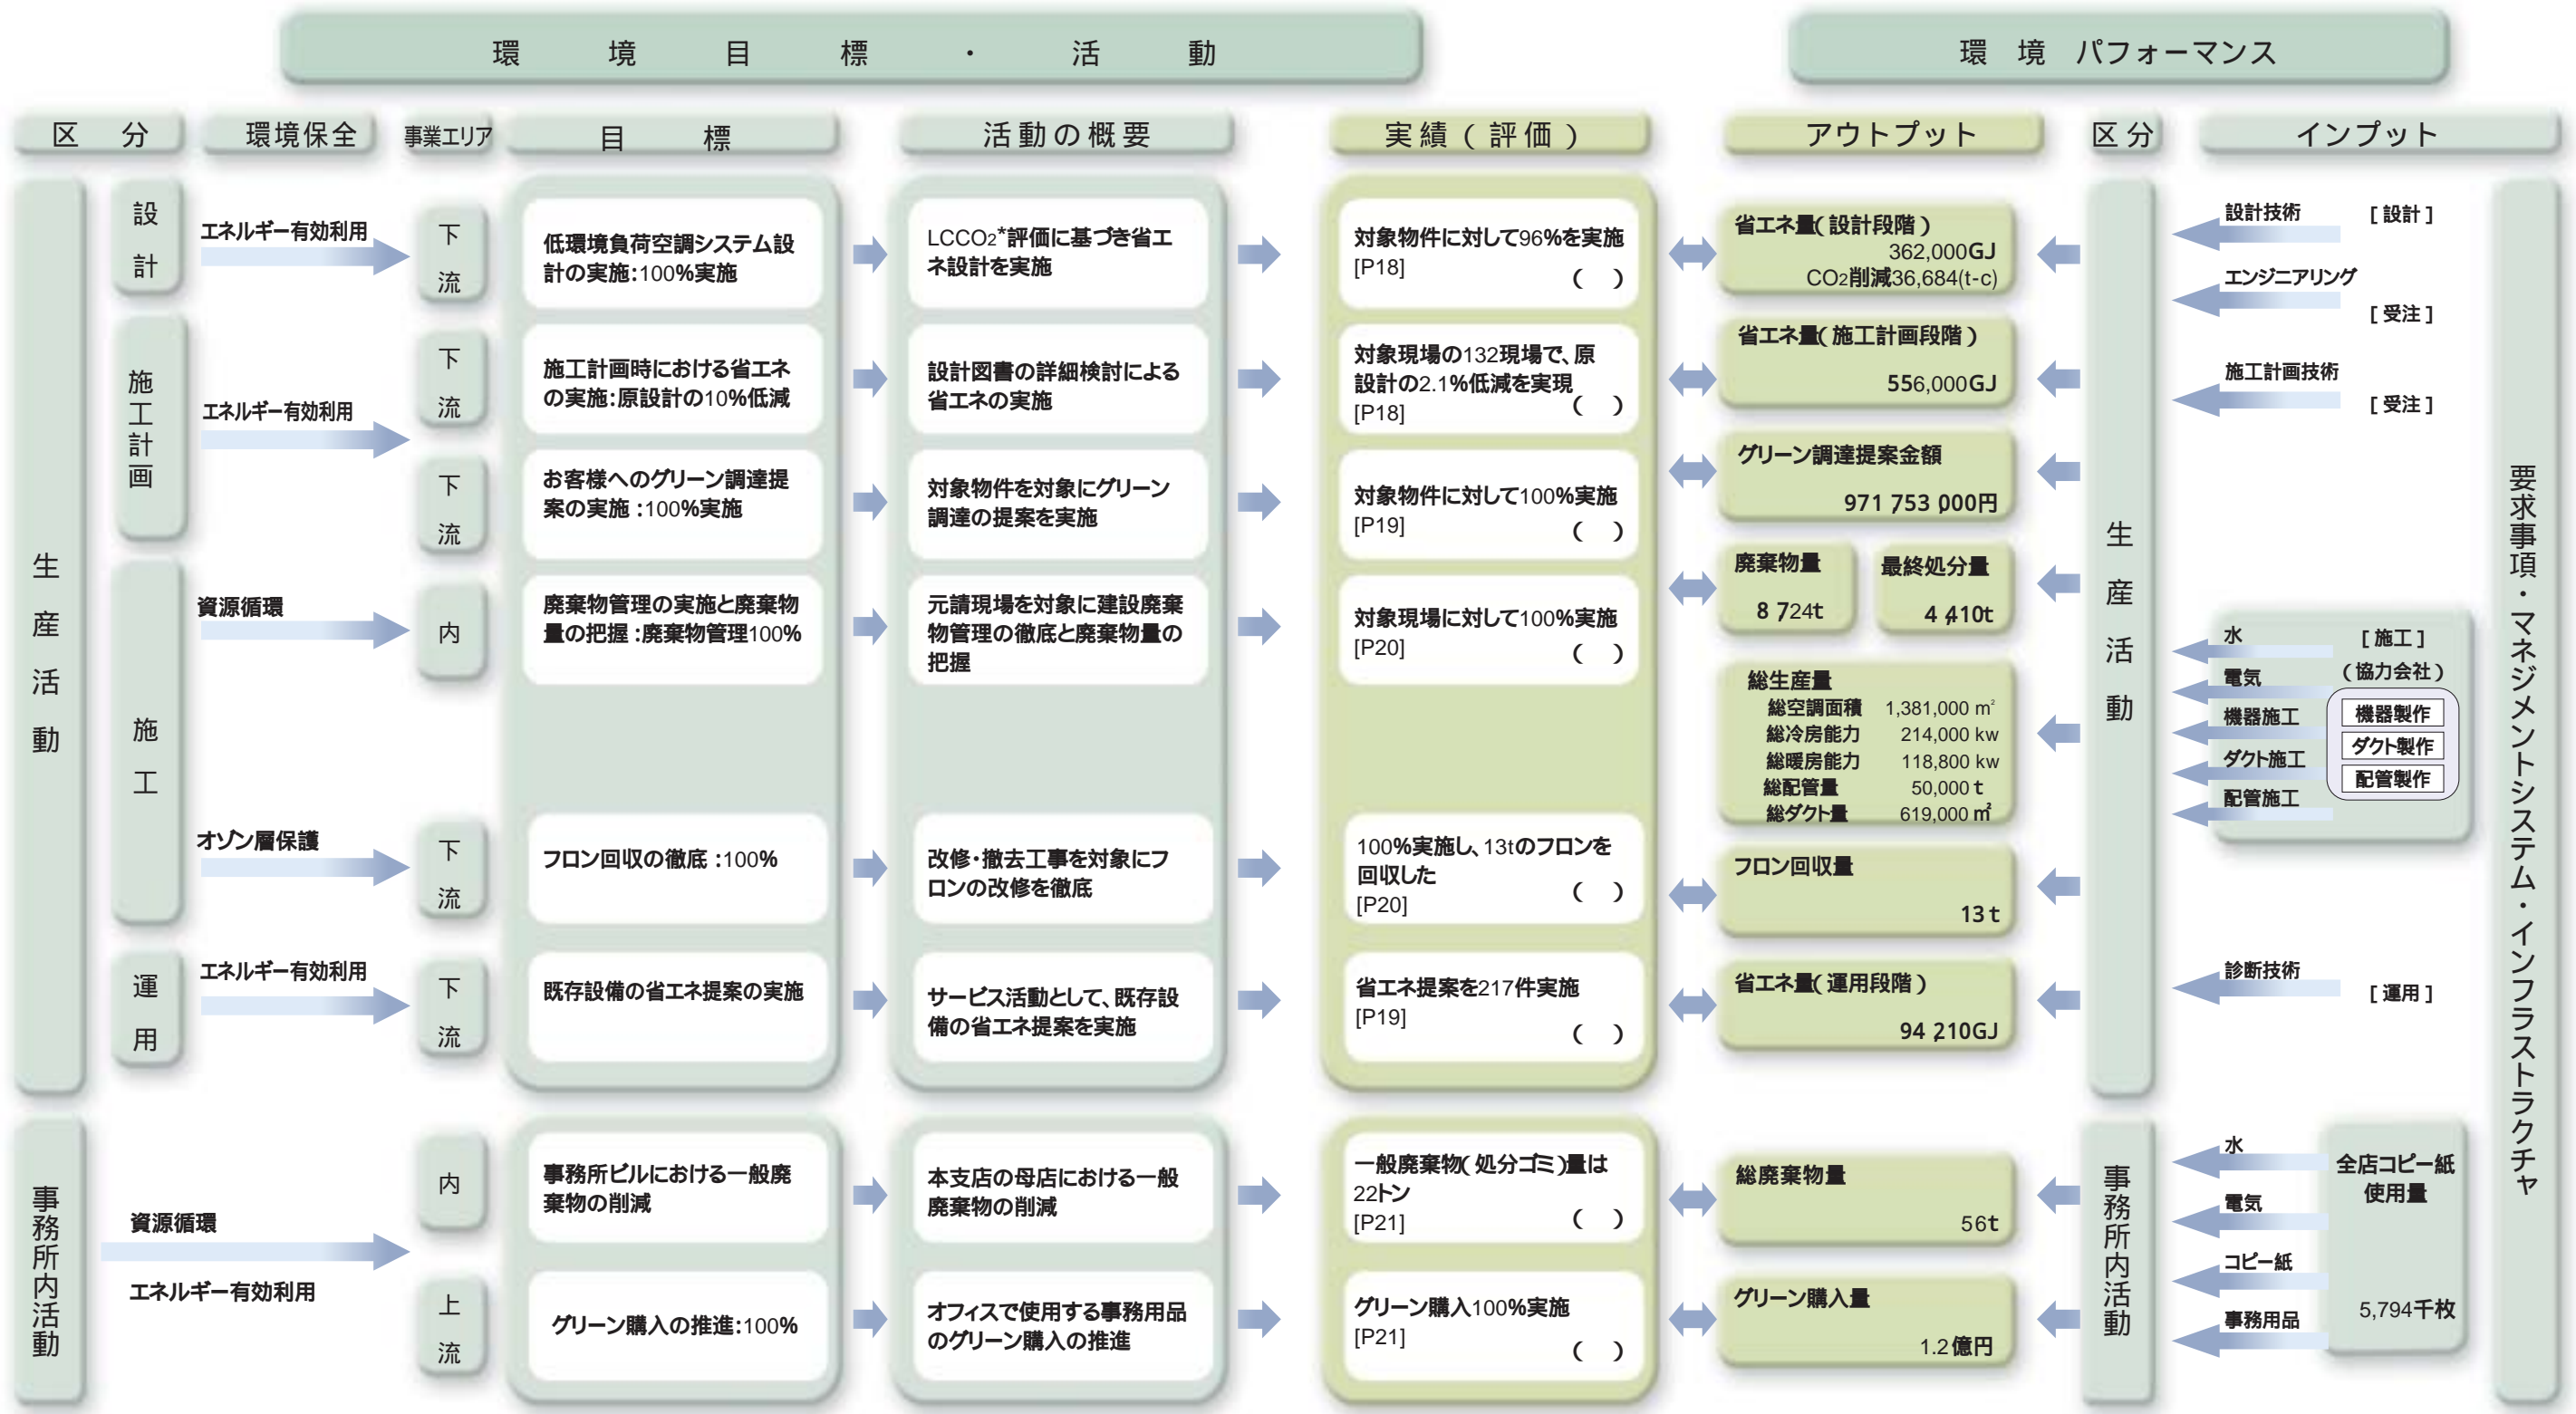 環境目標・活動
環境パフォーマンス
区分
環境保全
事業エリア
目標
活動の概要
実績(評価)
アウトプット
区分
インプット
生産活動
設計
エネルギー有効利用
下流
低環境負荷空調システム設
計の実施:100%実施
LCCO2*評価に基づき省エ
ネ設計を実施
対象物件に対して96%を実施
[P18]
( )
省エネ量(設計段階)
362,000GJ
CO2削減36,684(t-c)
施工計画
エネルギー有効利用
下流
施工計画時における省エネ
の実施:原設計の10%低減
設計図書の詳細検討による
省エネの実施
対象現場の132現場で、原
設計の2.1%低減を実現
[P18]
( )
省エネ量(施工計画段階)
556,000GJ
下流
お客様へのグリーン調達提
案の実施:100%実施
対象物件を対象にグリーン
調達の提案を実施
対象物件に対して100%実施
[P19]
( )
グリーン調達提案金額
971,753,000円
施工
資源循環
内
廃棄物管理の実施と廃棄物
量の把握:廃棄物管理100%
元請現場を対象に建設廃棄
物管理の徹底と廃棄物量の
把握
対象現場に対して100%実施
[P20]
( )
廃棄物量
8,724t
最終処分量
4,410t
総生産量
総空調面積 1,381,000 m²
総冷房能力 214,000 kw
総暖房能力 118,800 kw
総配管量 50,000 t
総ダクト量 619,000 ㎡
オゾン層保護
下流
フロン回収の徹底:100%
改修・撤去工事を対象にフ
ロンの改修を徹底
100%実施し、13tのフロンを
回収した
[P20]
( )
フロン回収量
13t
運用
エネルギー有効利用
下流
既存設備の省エネ提案の実施
サービス活動として、既存設
備の省エネ提案を実施
省エネ提案を217件実施
[P19]
( )
省エネ量(運用段階)
94,210GJ
生産活動
設計技術
[設計]
エンジニアリング
[受注]
施工計画技術
[受注]
水
[施工]
(協力会社)
電気
機器施工
機器製作
ダクト施工
ダクト製作
配管製作
配管施工
診断技術
[運用]
要求事項・マネジメントシステム・インフラストラクチャ
事務所内活動
資源循環
エネルギー有効利用
内
事務所ビルにおける一般廃
棄物の削減
本支店の母店における一般
廃棄物の削減
一般廃棄物(処分ゴミ)量は
22トン
[P21]
( )
総廃棄物量
56t
上流
グリーン購入の推進:100%
オフィスで使用する事務用品
のグリーン購入の推進
グリーン購入100%実施
[P21]
( )
グリーン購入量
1.2億円
事務所内活動
水
電気
コピー紙
事務用品
全店コピー紙
使用量
5,794千枚